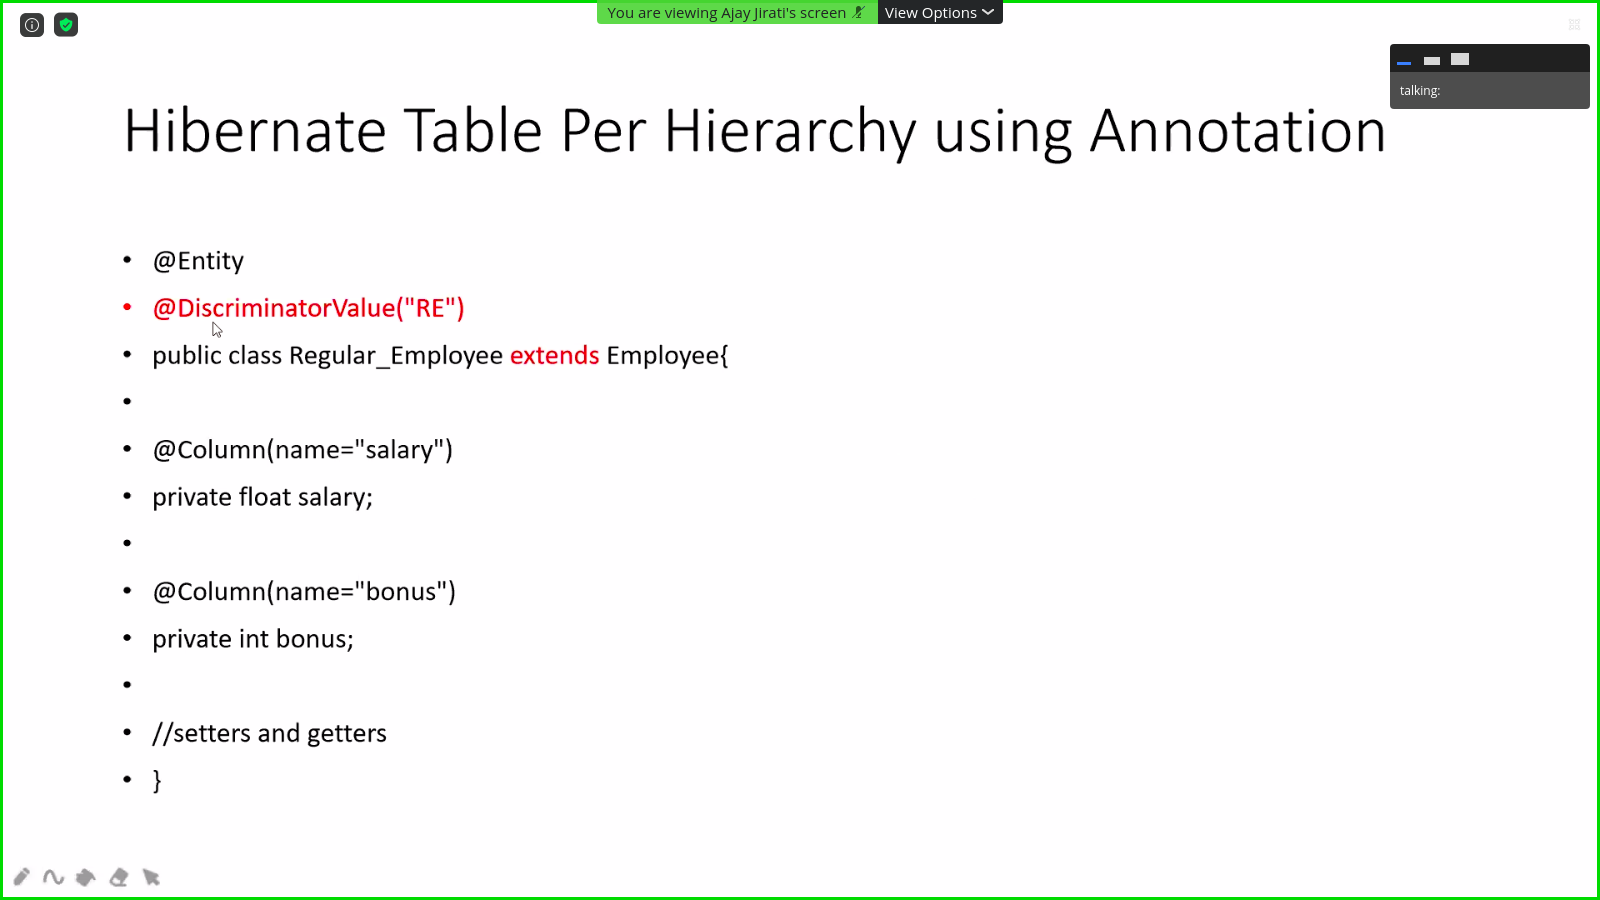 You are viewing Ajay Jirati's screen View Options
talking:
Hibernate Table Per Hierarchy using Annotation
• @Entity
• @DiscriminatorValue("RE")
• public class Regular_Employee extends Employee{
•
• @Column(name="salary")
• private float salary;
•
• @Column(name="bonus")
• private int bonus;
•
• //setters and getters
• }